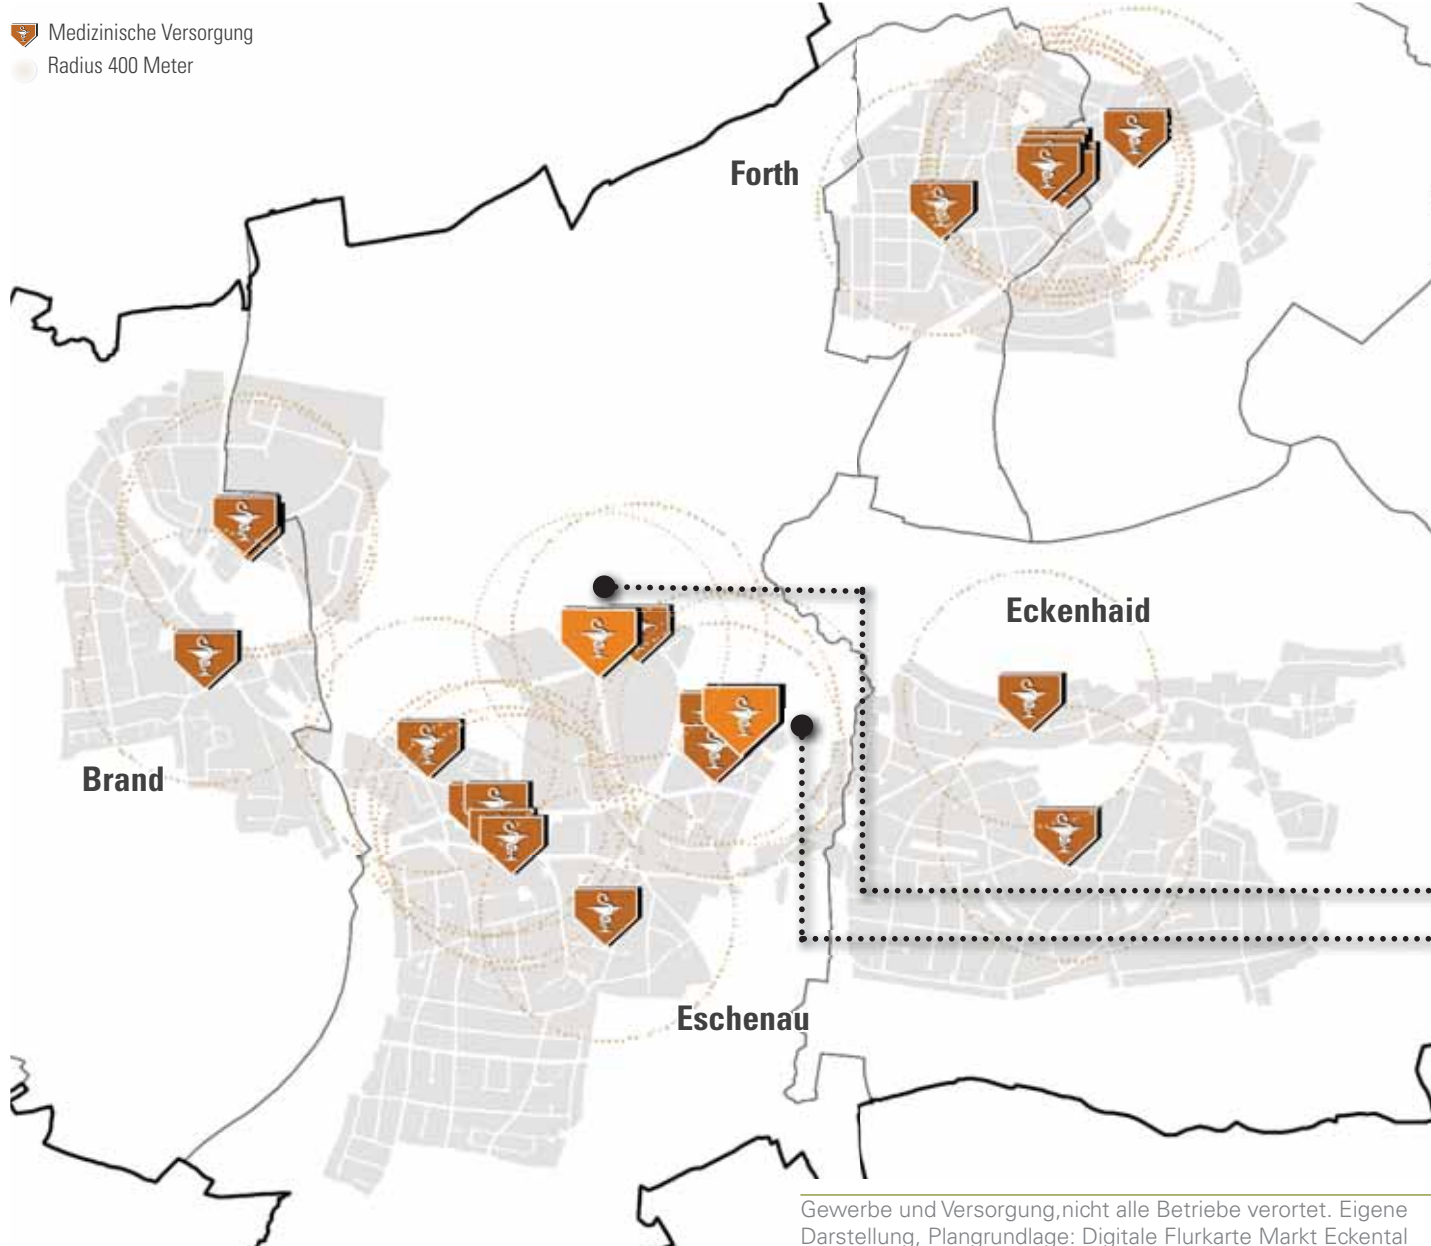 Medizinische Versorgung
Radius 400 Meter
Forth
Eckenhaid
Brand
Eschenau
Gewerbe und Versorgung,nicht alle Betriebe verortet. Eigene
Darstellung, Plangrundlage: Digitale Flurkarte Markt Eckental